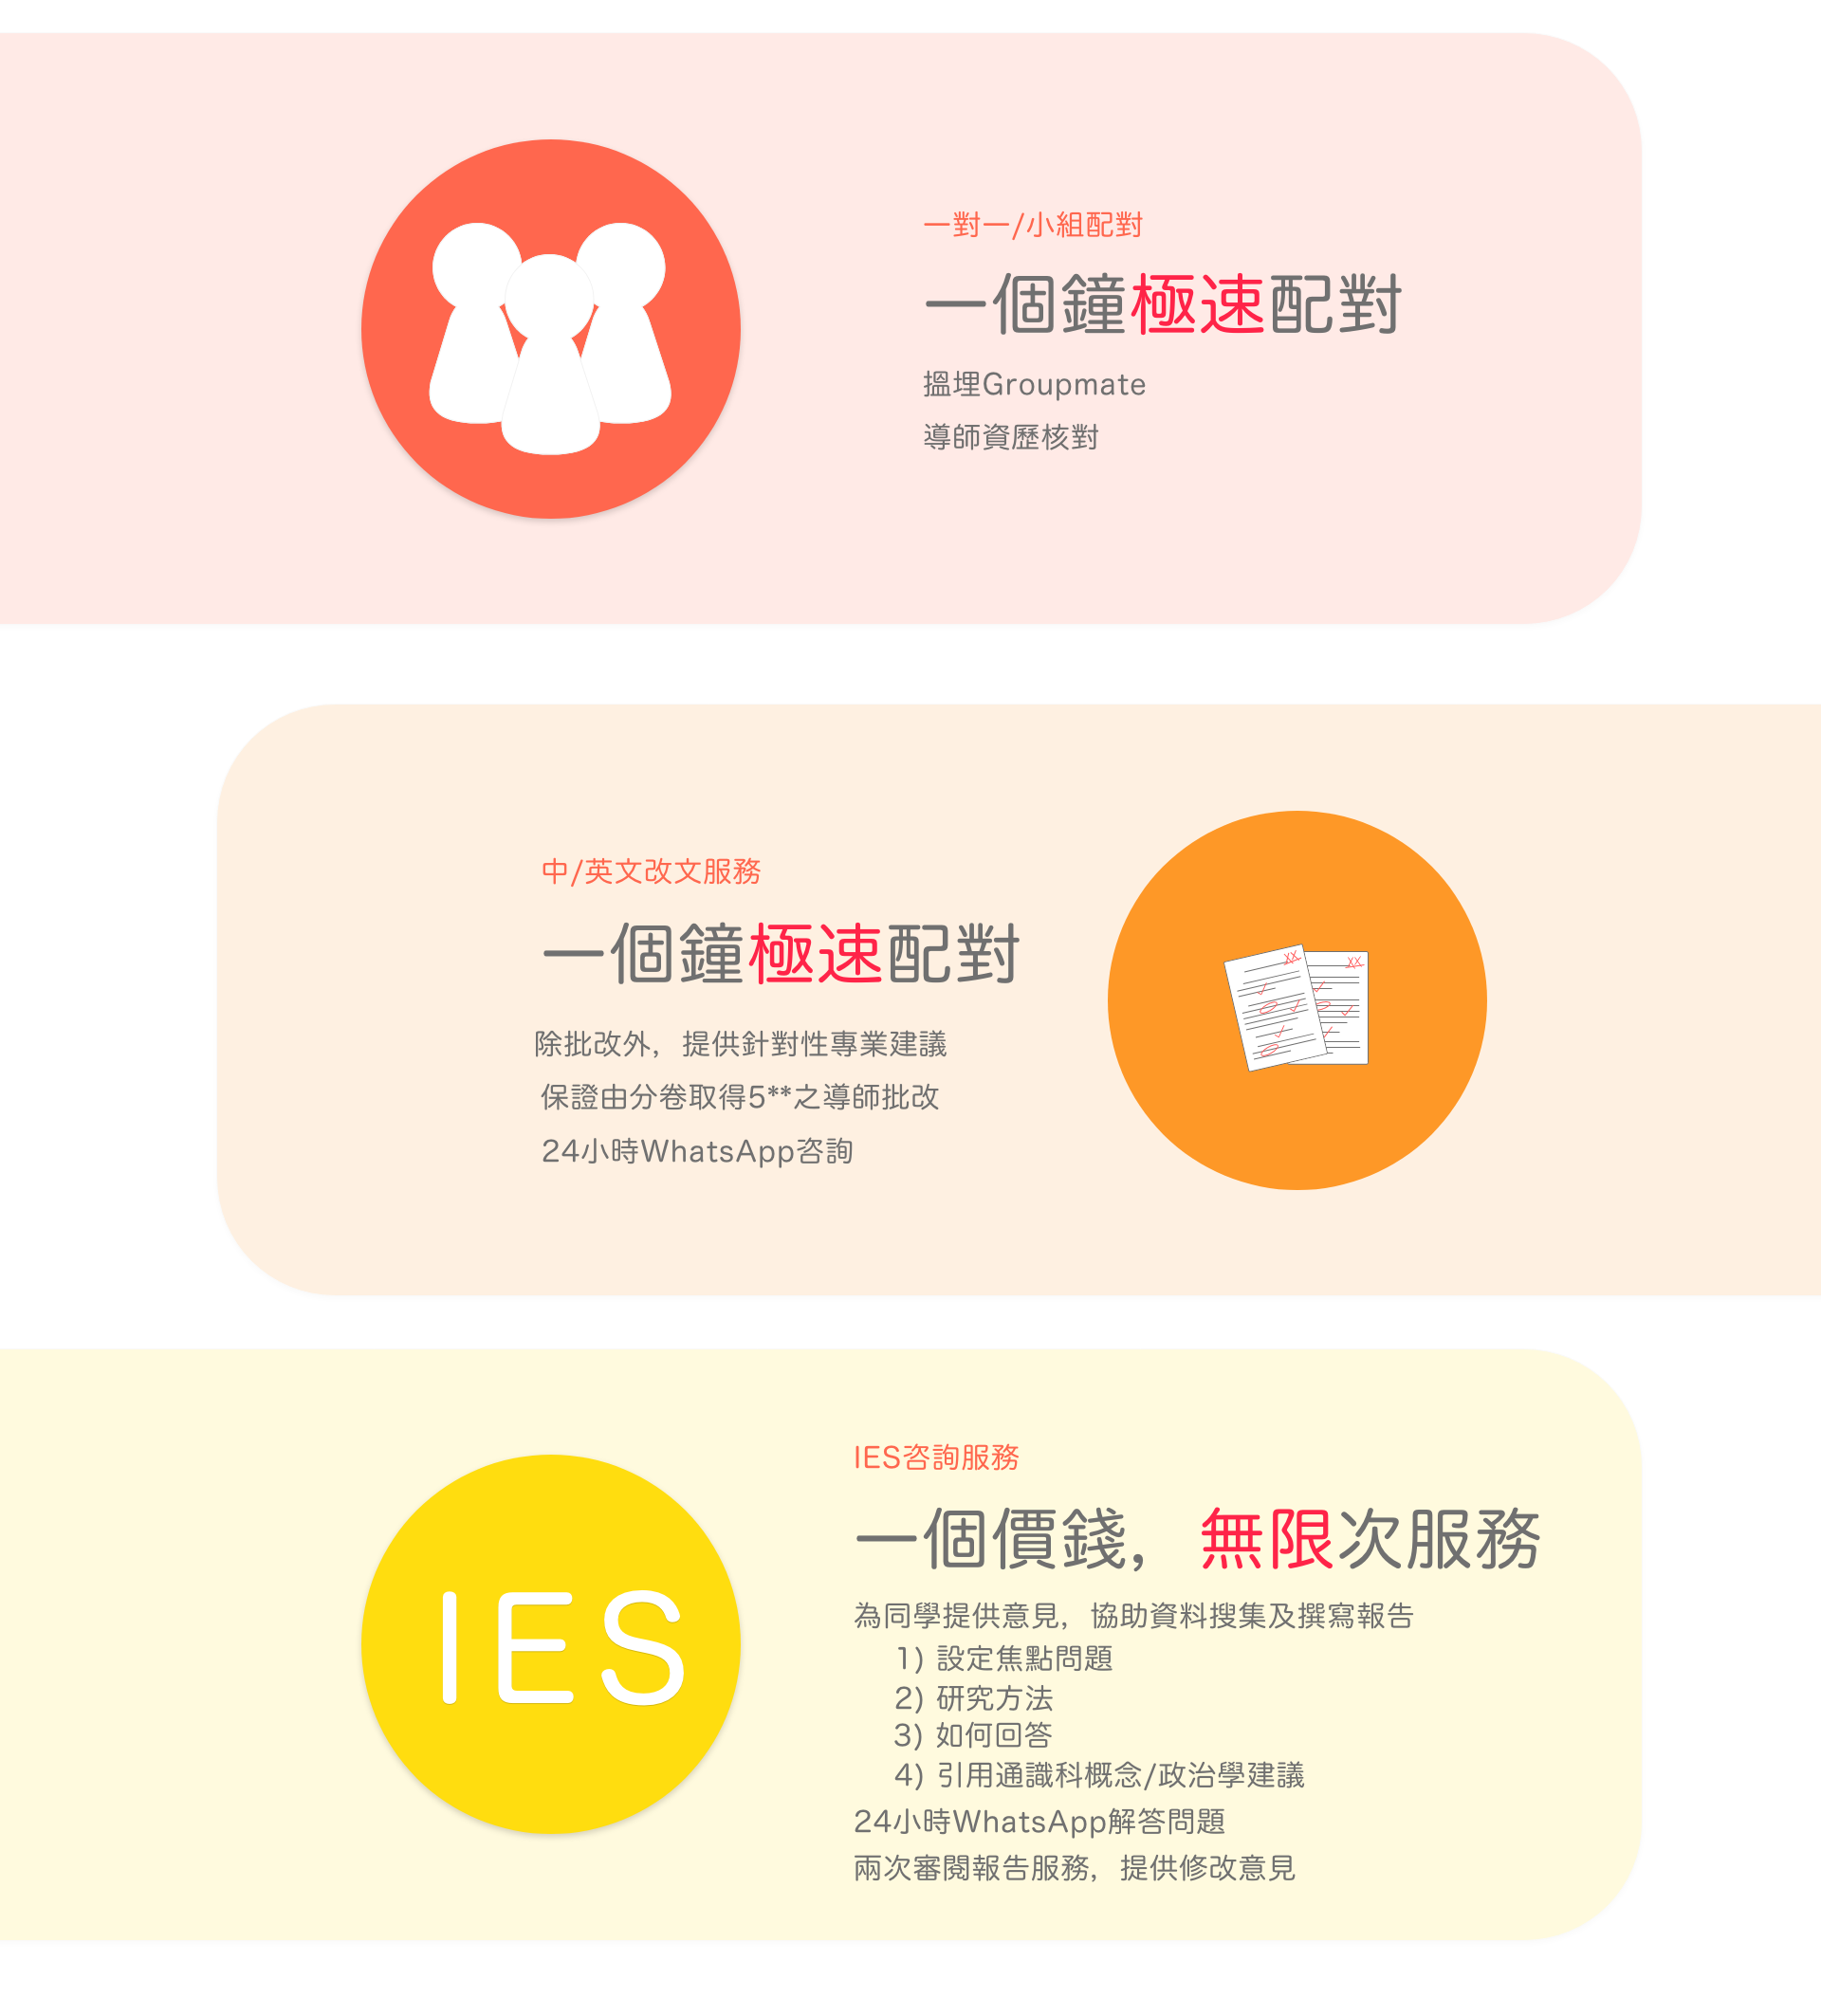 一對一/小組配對
一個鐘極速配對
搵埋Groupmate
導師資歷核對
中/英文改文服務
一個鐘極速配對
除批改外，提供針對性專業建議
保證由分卷取得5**之導師批改
24小時WhatsApp咨詢
XX
XX
IES
IES咨詢服務
一個價錢，無限次服務
為同學提供意見，協助資料搜集及撰寫報告
1) 設定焦點問題
2) 研究方法
3) 如何回答
4) 引用通識科概念/政治學建議
24小時WhatsApp解答問題
兩次審閱報告服務，提供修改意見